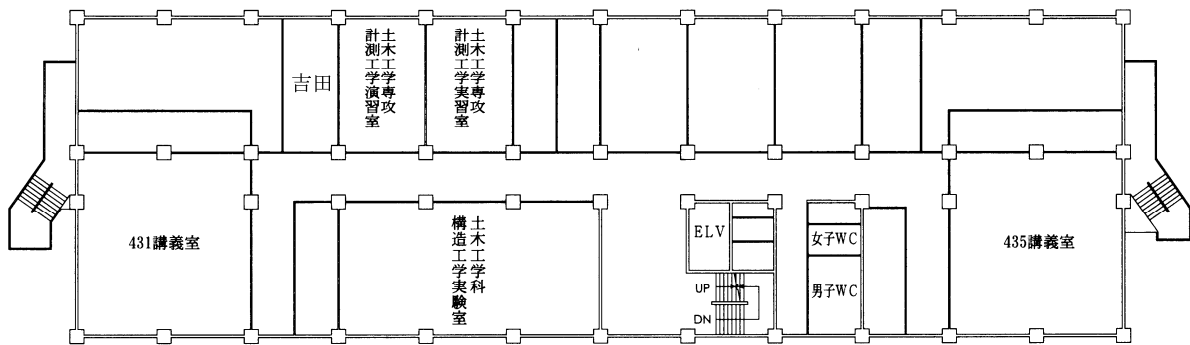 吉田
土木工学専攻
計測工学演習室
土木工学専攻
計測工学実習室
431講義室
土木工学科
構造工学実験室
ELV
UP
DN
女子WC
男子WC
435講義室